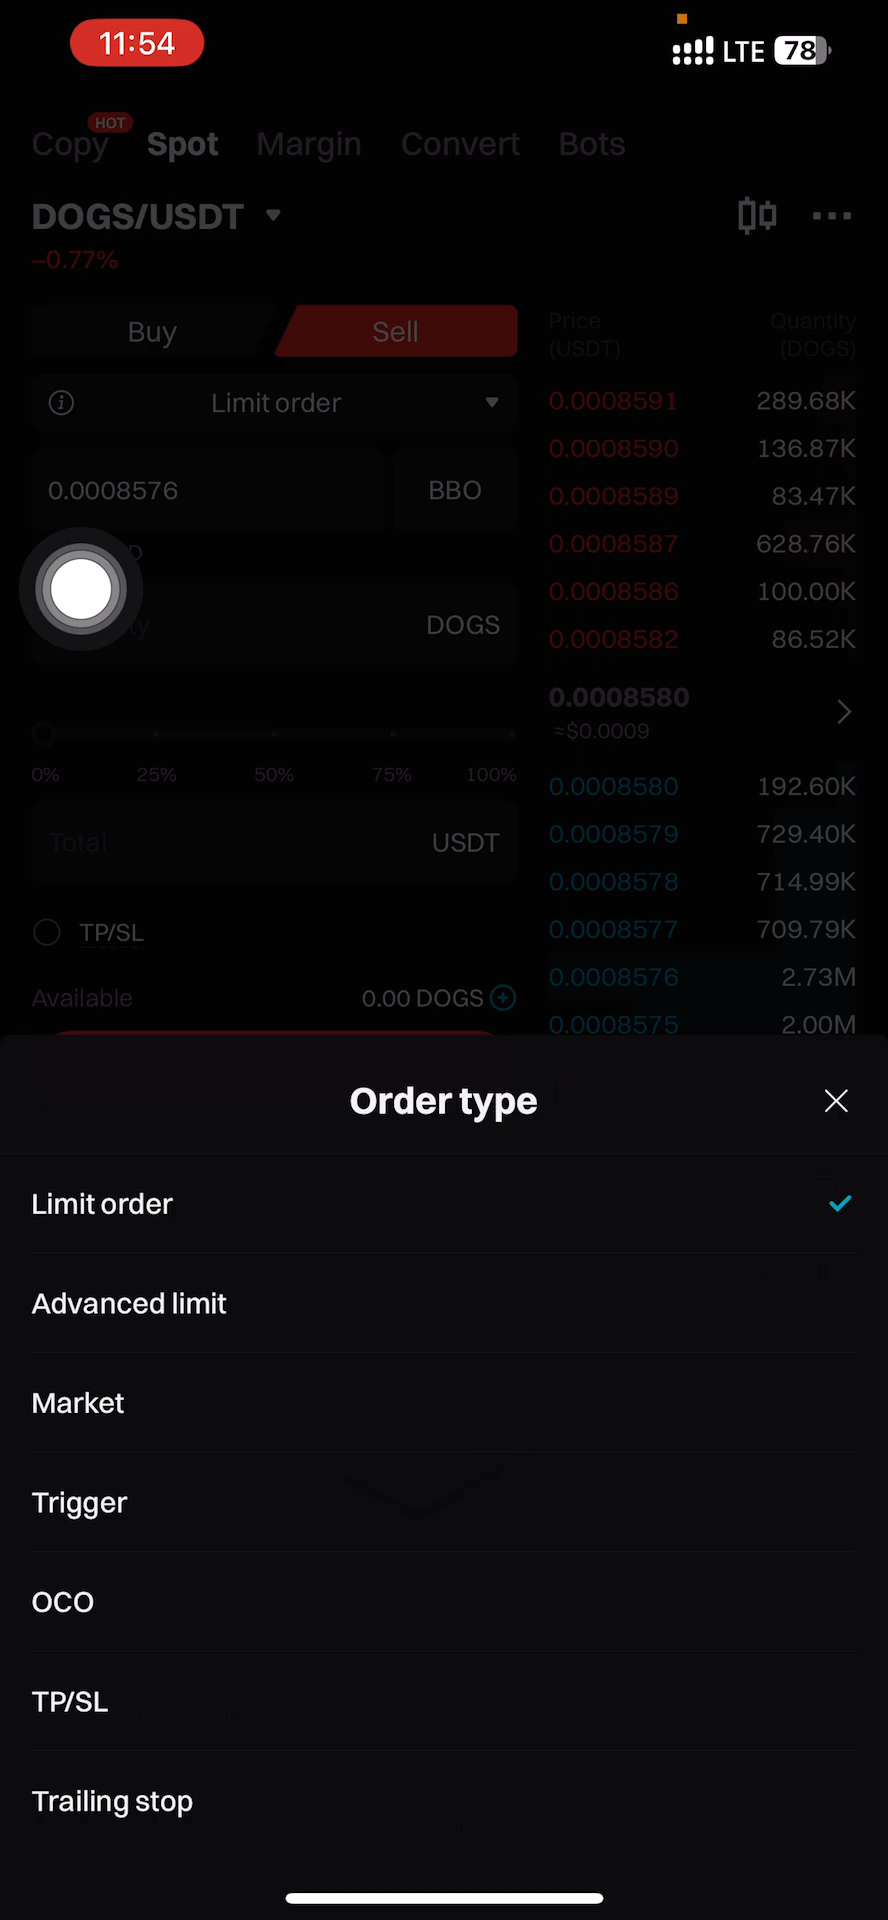 11:54
LTE 78
HOT
Copy Spot Margin Convert Bots
DOGS/USDT
–0.77%
Buy Sell
Price Quantity
(USDT) (DOGS)
Limit order
0.0008591 289.68K
0.0008590 136.87K
0.0008576 BBO
0.0008589 83.47K
0.0008587 628.76K
0.0008586 100.00K
DOGS
0.0008582 86.52K
0.0008580
≈$0.0009
0% 25% 50% 75% 100%
0.0008580 192.60K
Total USDT
0.0008579 729.40K
0.0008578 714.99K
TP/SL
0.0008577 709.79K
0.0008576 2.73M
Available 0.00 DOGS
0.0008575 2.00M
Order type
Limit order
Advanced limit
Market
Trigger
OCO
TP/SL
Trailing stop